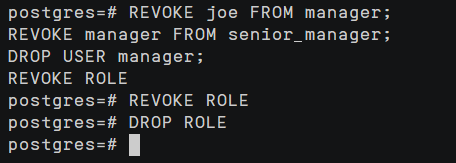 postgres=# REVOKE joe FROM manager;
REVOKE manager FROM senior_manager;
DROP USER manager;
REVOKE ROLE
postgres=# REVOKE ROLE
postgres=# DROP ROLE
postgres=#